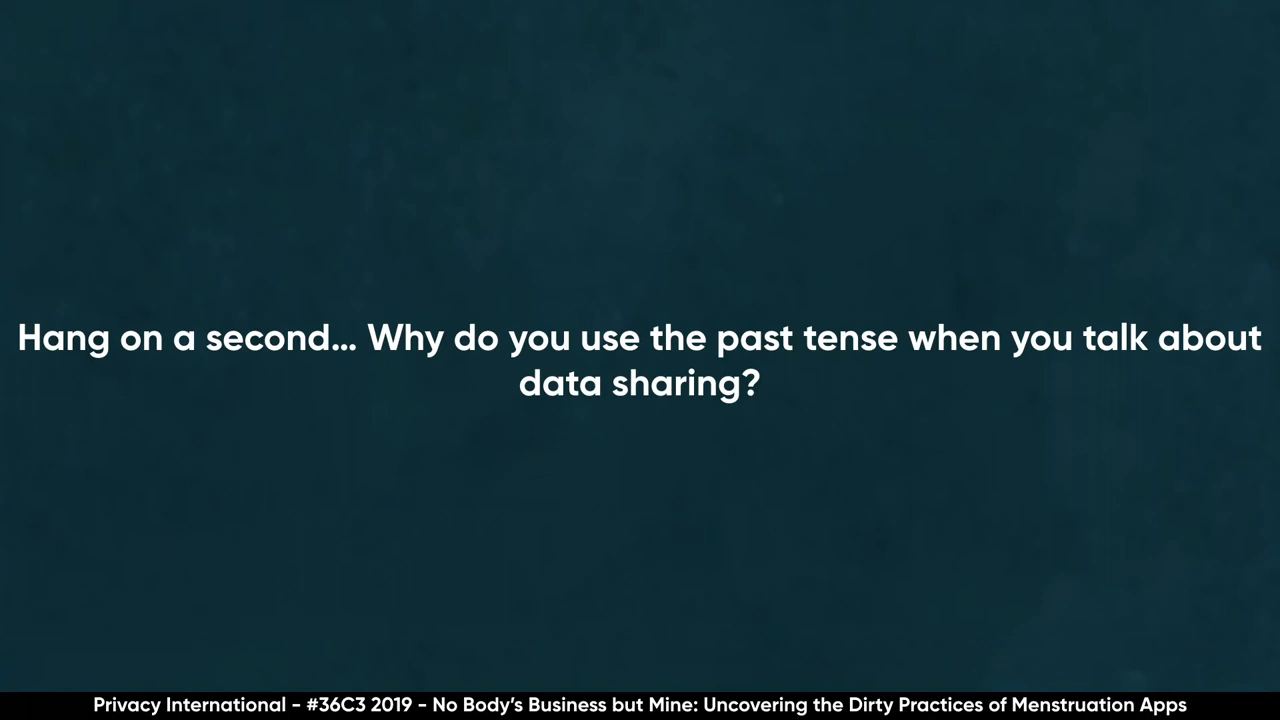 Hang on a second... Why do you use the past tense when you talk about
data sharing?
Privacy International - #36C3 2019 - No Body’s Business but Mine: Uncovering the Dirty Practices of Menstruation Apps